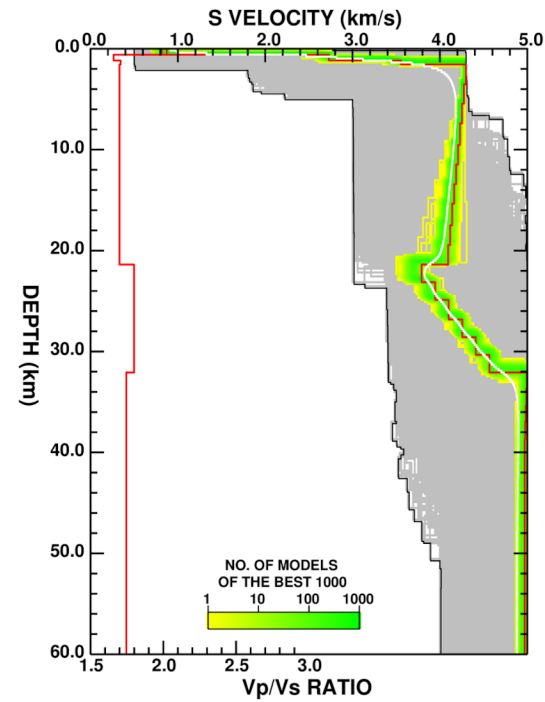 S VELOCITY (km/s)
0.0 1.0 2.0 3.0 4.0 5.0
0.0
10.0
20.0
30.0
40.0
50.0
60.0
DEPTH (km)
NO. OF MODELS
OF THE BEST 1000
1 10 100 1000
1.5 2.0 2.5 3.0
Vp/Vs RATIO